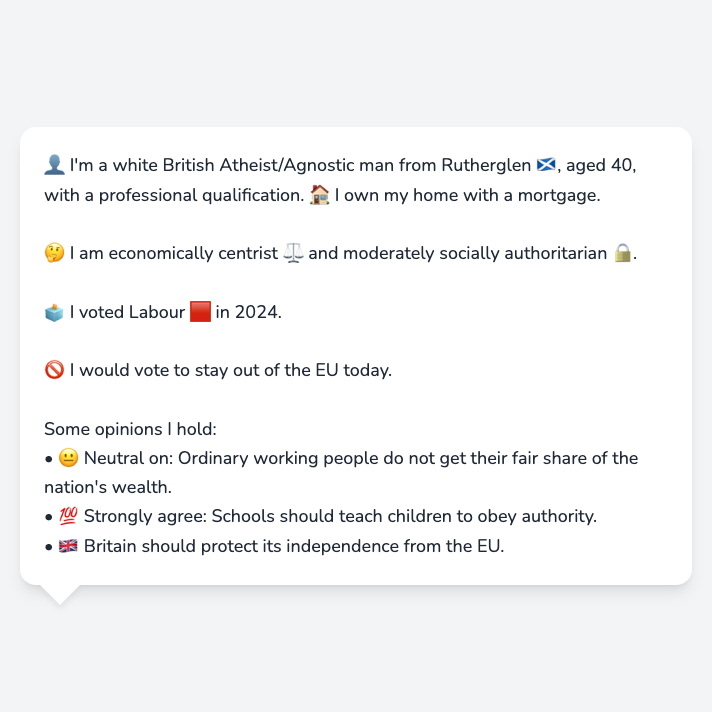 👤 I'm a white British Atheist/Agnostic man from Rutherglen 🏴󠁧󠁢󠁳󠁣󠁴󠁿, aged 40,
with a professional qualification. 🏠 I own my home with a mortgage.
🤔 I am economically centrist ⚖️ and moderately socially authoritarian 🔒.
🗳️ I voted Labour 🟥 in 2024.
🚫 I would vote to stay out of the EU today.
Some opinions I hold:
• 😐 Neutral on: Ordinary working people do not get their fair share of the
nation's wealth.
• 💯 Strongly agree: Schools should teach children to obey authority.
• 🇬🇧 Britain should protect its independence from the EU.